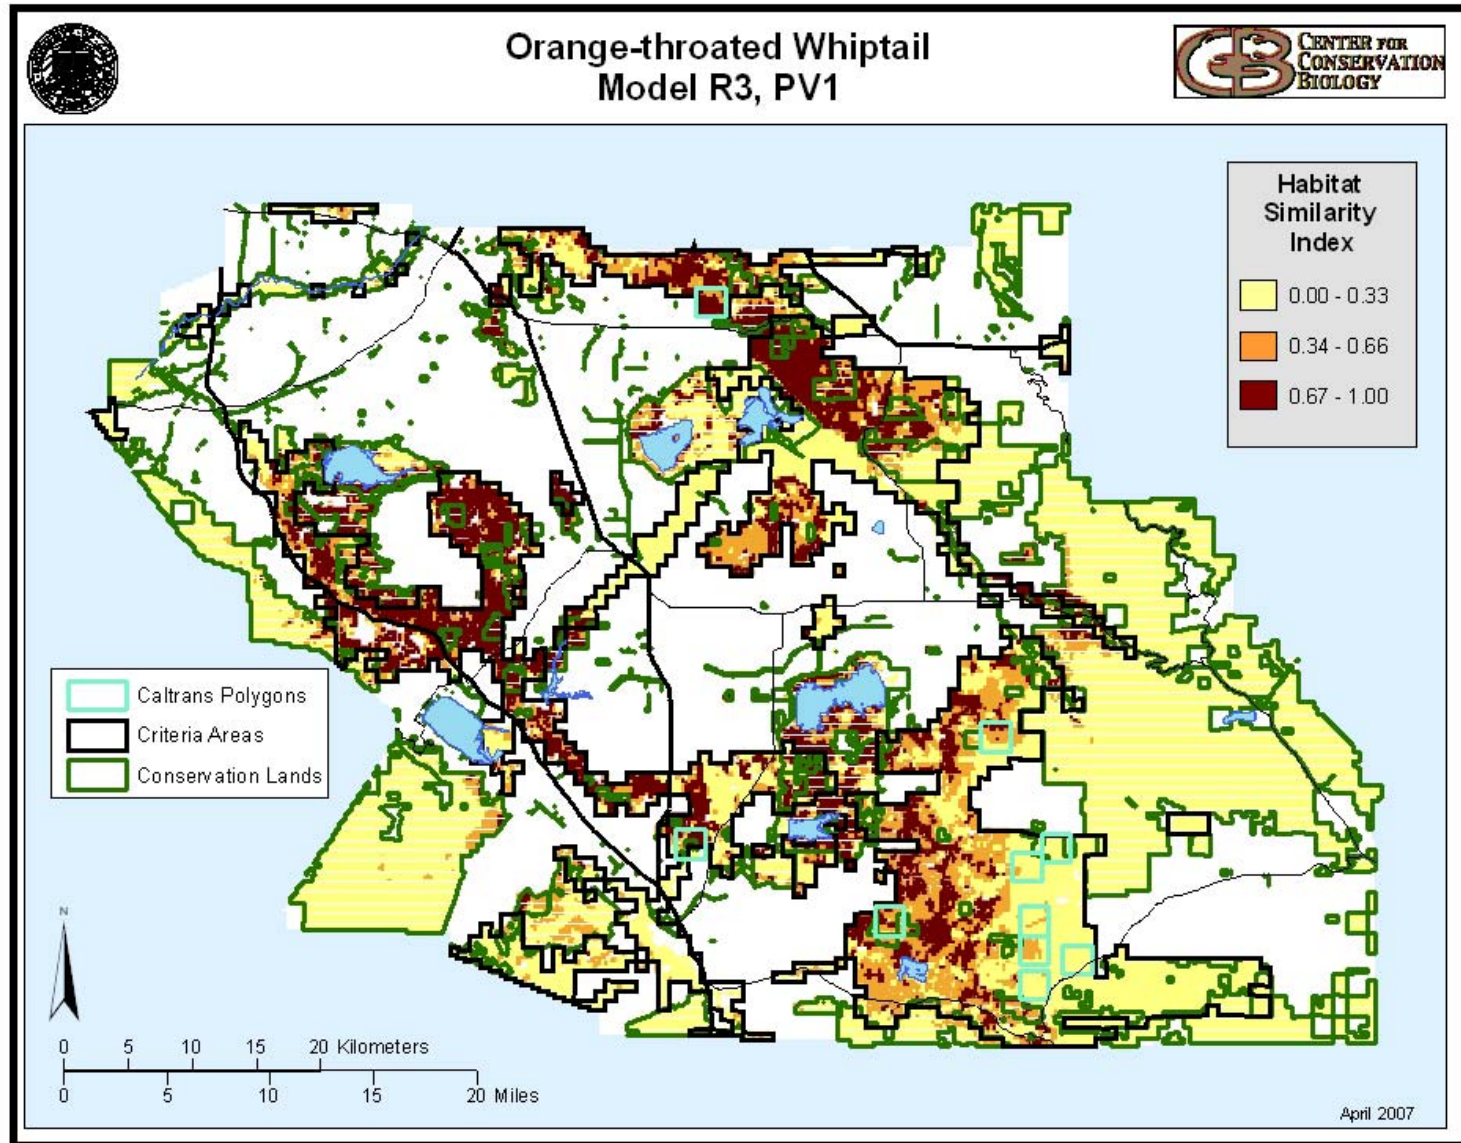 Orange-throated Whiptail
Model R3, PV1
CENTER FOR
CONSERVATION
BIOLOGY
Habitat
Similarity
Index
0.00 - 0.33
0.34 - 0.66
0.67 - 1.00
Caltrans Polygons
Criteria Areas
Conservation Lands
N
0 5 10 15 20 Kilometers
0 5 10 15 20 Miles
April 2007